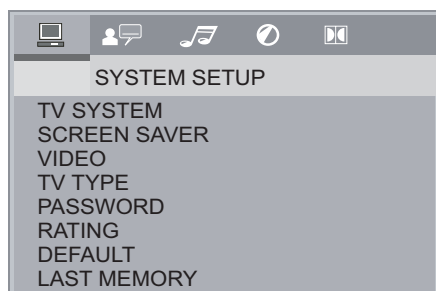 SYSTEM SETUP
TV SYSTEM
SCREEN SAVER
VIDEO
TV TYPE
PASSWORD
RATING
DEFAULT
LAST MEMORY